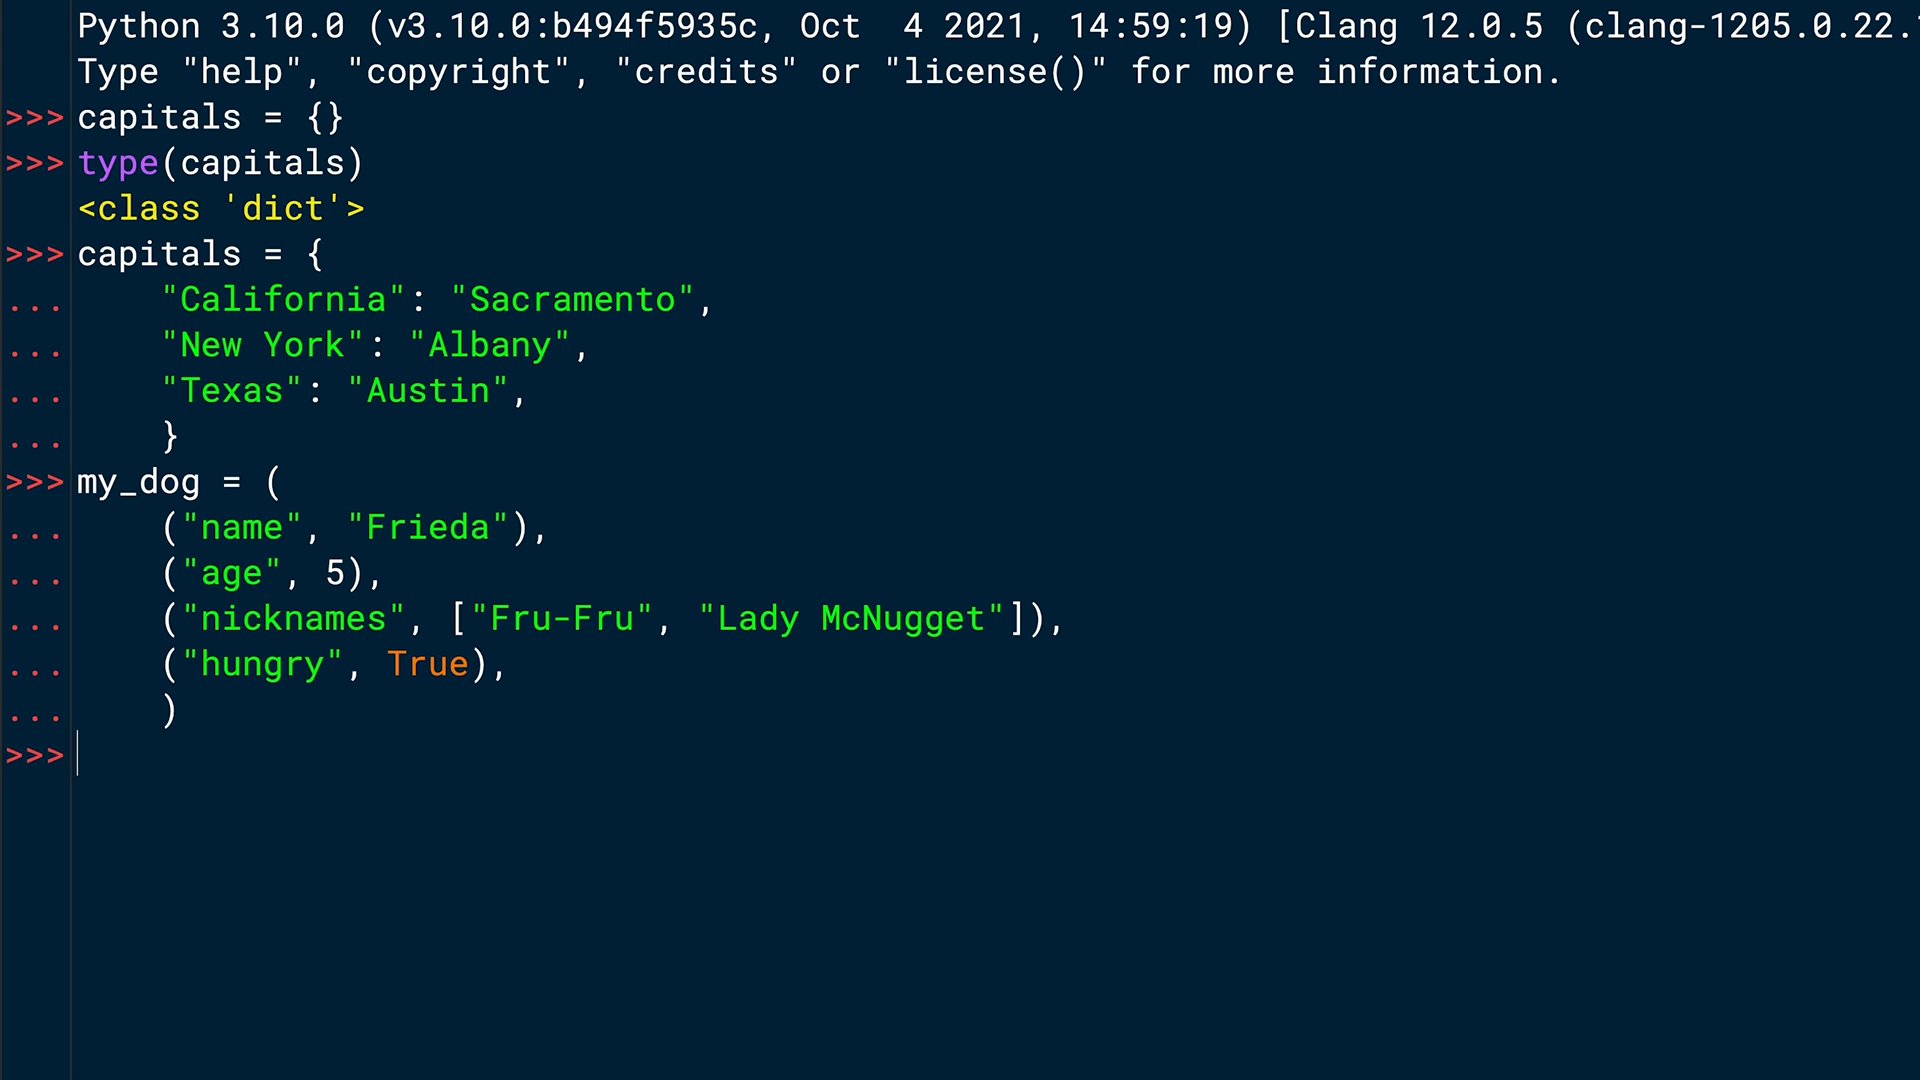 Python 3.10.0 (v3.10.0:b494f5935c, Oct  4 2021, 14:59:19) [Clang 12.0.5 (clang-1205.0.22.
Type "help", "copyright", "credits" or "license()" for more information.
>>> capitals = {}
>>> type(capitals)
<class 'dict'>
>>> capitals = {
...     "California": "Sacramento",
...     "New York": "Albany",
...     "Texas": "Austin",
...     }
>>> my_dog = (
...     ("name", "Frieda"),
...     ("age", 5),
...     ("nicknames", ["Fru-Fru", "Lady McNugget"]),
...     ("hungry", True),
...     )
>>>